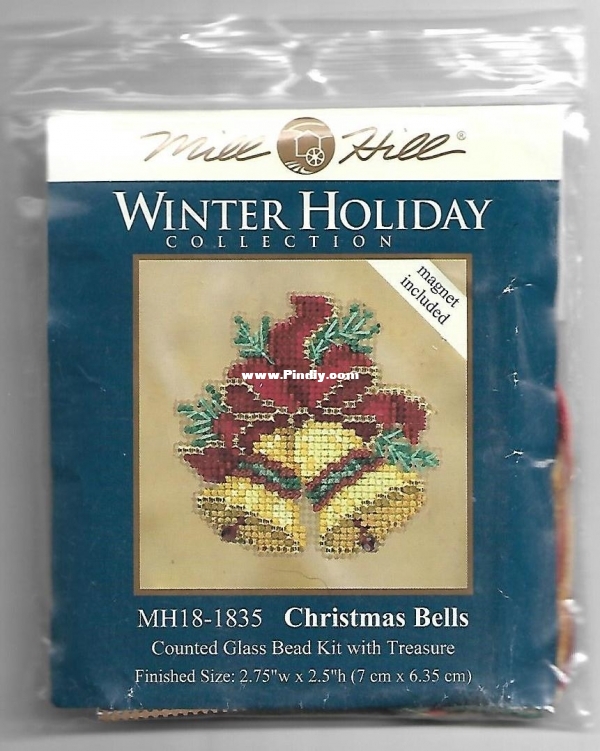 Mill Hill®
WINTER HOLIDAY
COLLECTION
magnet
included
www.Pindiy.com
MH18-1835 Christmas Bells
Counted Glass Bead Kit with Treasure
Finished Size: 2.75"w x 2.5"h (7 cm x 6.35 cm)